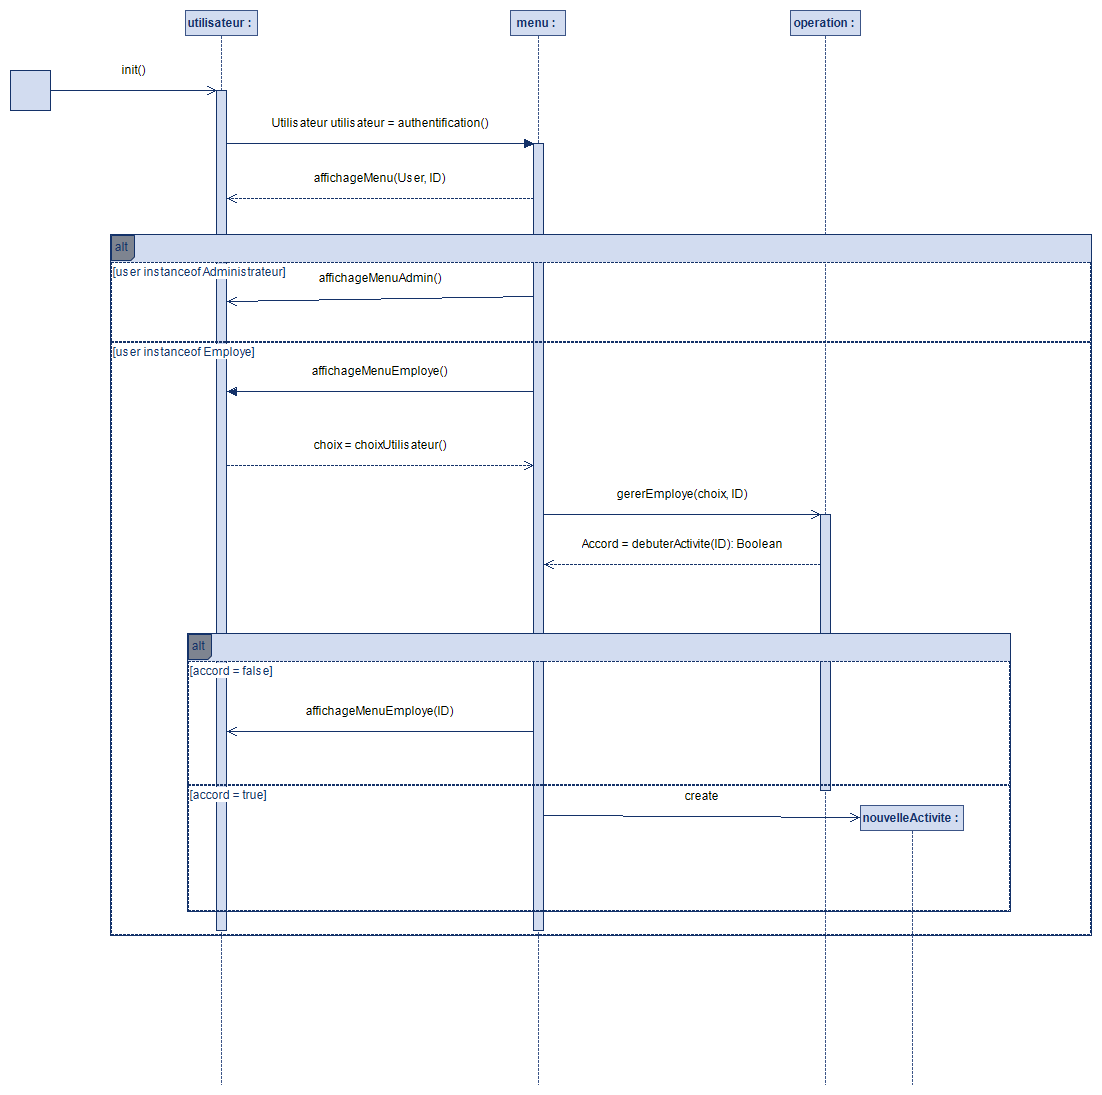 utilisateur :
menu :
operation :
init()
Utilisateur utilisateur = authentification()
affichageMenu(User, ID)
alt
[user instanceof Administrateur]
affichageMenuAdmin()
[user instanceof Employe]
affichageMenuEmploye()
choix = choixUtilisateur()
gererEmploye(choix, ID)
Accord = debuterActivite(ID): Boolean
alt
[accord = false]
affichageMenuEmploye(ID)
[accord = true]
create
nouvelleActivite :